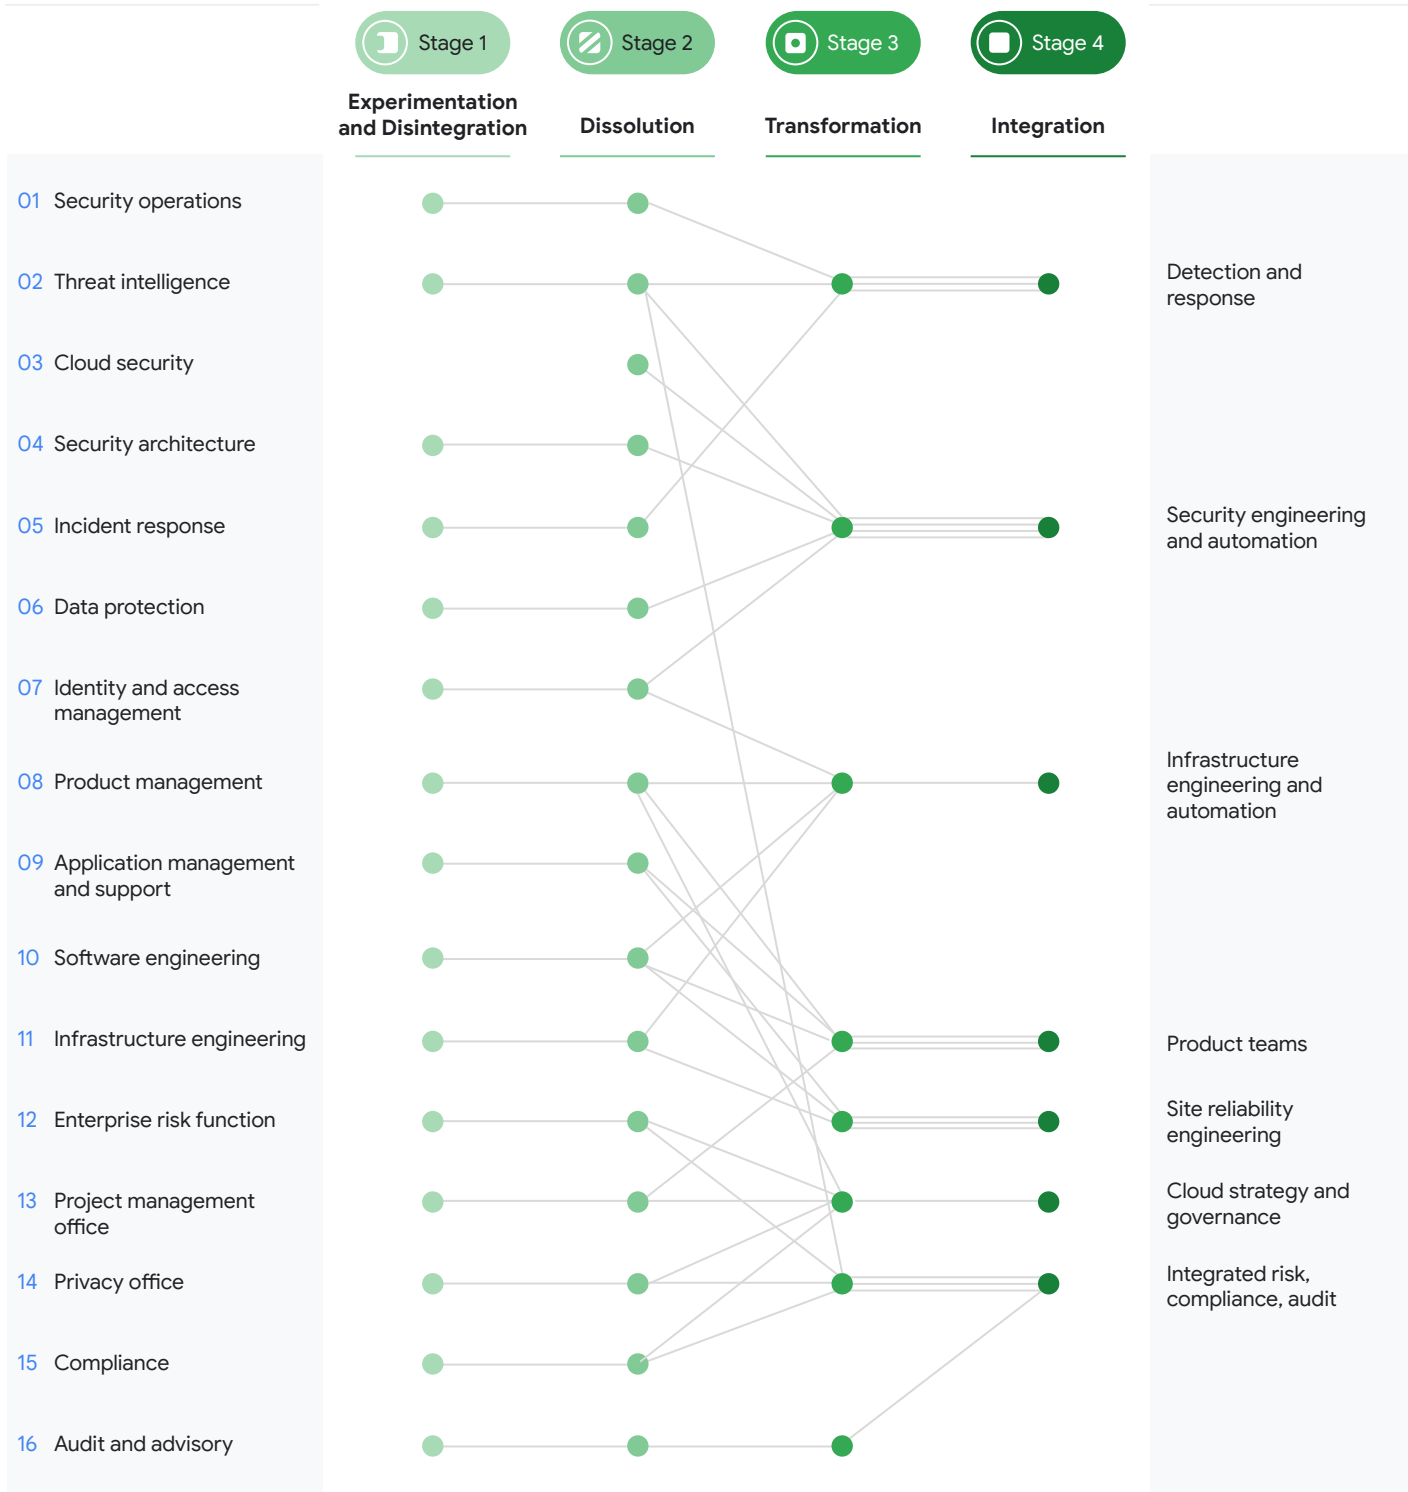 Stage 1
Stage 2
Stage 3
Stage 4
Experimentation
and Disintegration
Dissolution
Transformation
Integration
01 Security operations
02 Threat intelligence
03 Cloud security
04 Security architecture
05 Incident response
06 Data protection
07 Identity and access
management
08 Product management
09 Application management
and support
10 Software engineering
11 Infrastructure engineering
12 Enterprise risk function
13 Project management
office
14 Privacy office
15 Compliance
16 Audit and advisory
Detection and
response
Security engineering
and automation
Infrastructure
engineering and
automation
Product teams
Site reliability
engineering
Cloud strategy and
governance
Integrated risk,
compliance, audit